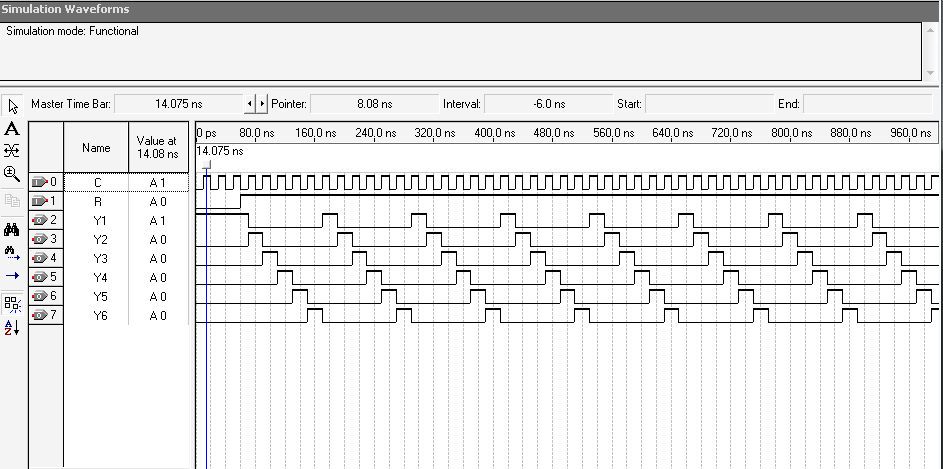 Simulation Waveforms
Simulation mode: Functional
Master Time Bar: 14.075 ns Pointer: 8.08 ns Interval: -6.0 ns Start: End:
Name Value at 14.08 ns
0 ps 80.0 ns 160.0 ns 240.0 ns 320.0 ns 400.0 ns 480.0 ns 560.0 ns 640.0 ns 720.0 ns 800.0 ns 880.0 ns 960.0 ns
14.075 ns
0 C A 1
1 R A 0
2 Y1 A 1
3 Y2 A 0
4 Y3 A 0
5 Y4 A 0
6 Y5 A 0
7 Y6 A 0